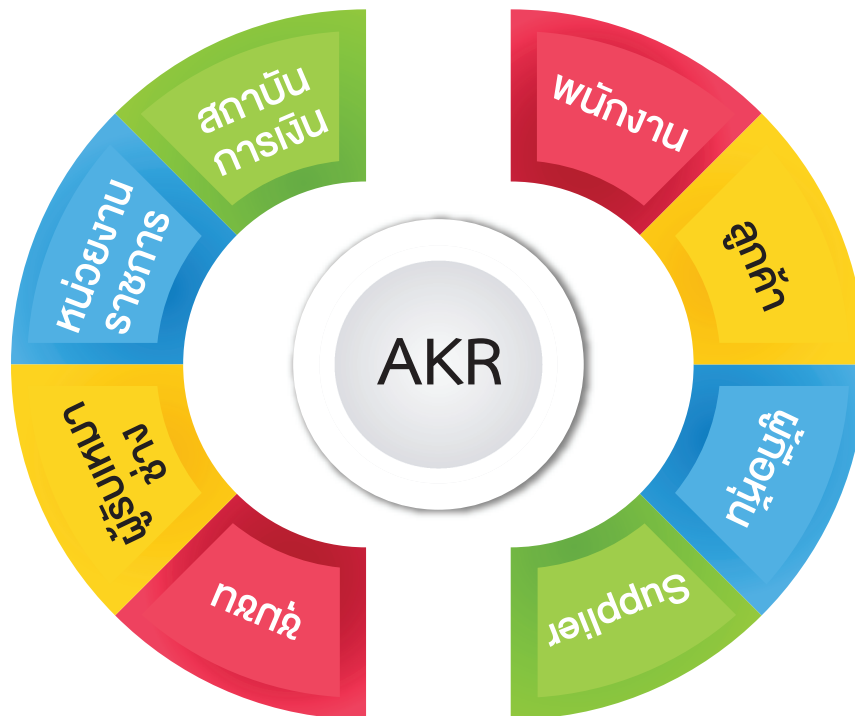 สถาบัน
การเงิน
พนักงาน
หน่วยงาน
ราชการ
ลูกค้า
AKR
ผู้รับเหมา
ช่าง
ผู้ถือหุ้น
ชุมชน
Supplier